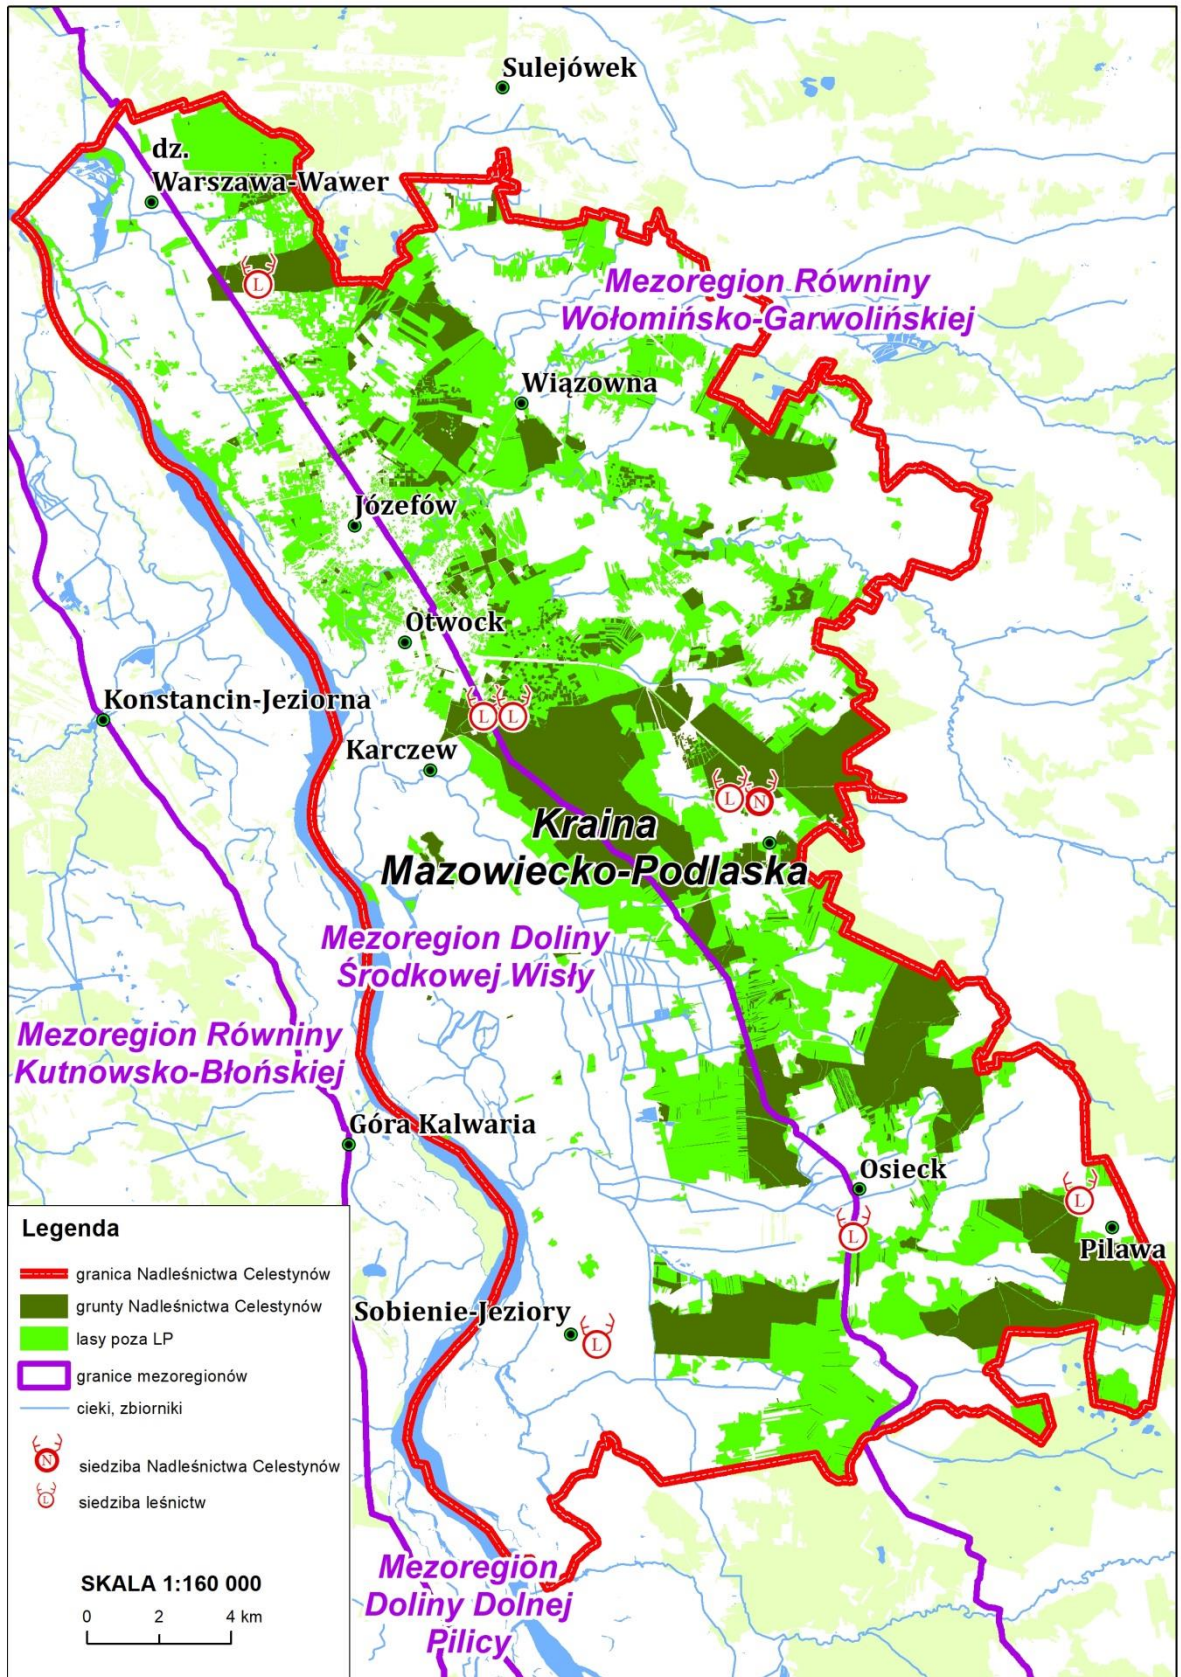 Sulejówek
dz.
Warszawa-Wawer
L
Mezoregion Równiny
Wołomińsko-Garwolińskiej
Wiązowna
Józefów
Otwock
Konstancin-Jeziorna
L L
Karczew
L N
Kraina
Mazowiecko-Podlaska
Mezoregion Doliny
Środkowej Wisły
Mezoregion Równiny
Kutnowsko-Błońskiej
Góra Kalwaria
Osieck
L
L
Pilawa
Sobienie-Jeziory
L
Legenda
granica Nadleśnictwa Celestynów
grunty Nadleśnictwa Celestynów
lasy poza LP
granice mezoregionów
cieki, zbiorniki
N siedziba Nadleśnictwa Celestynów
L siedziba leśnictw
SKALA 1:160 000
0 2 4 km
Mezoregion
Doliny Dolnej
Pilicy